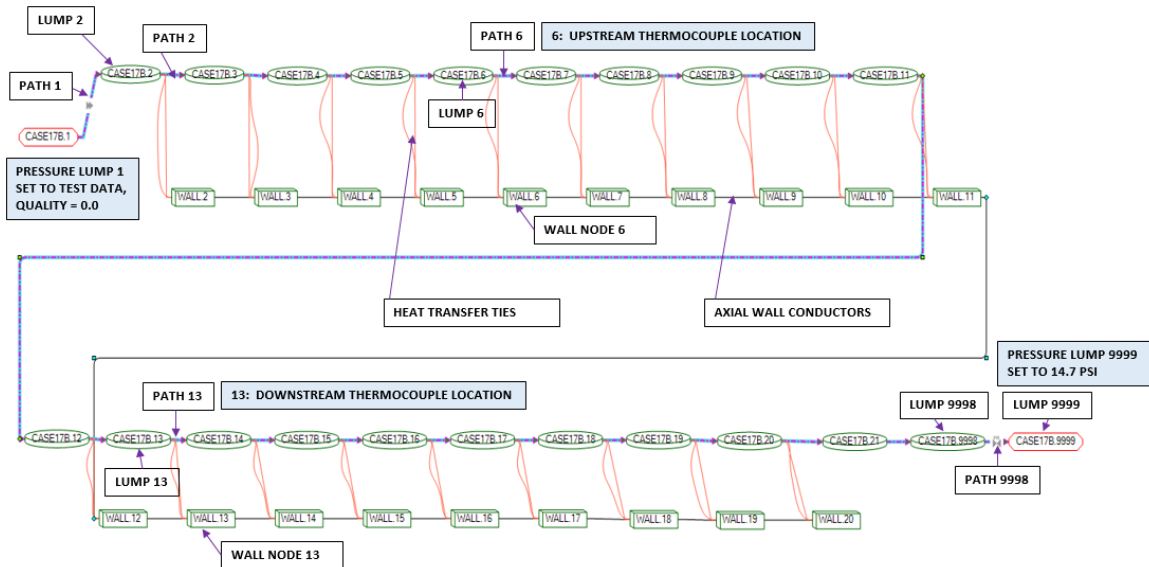 LUMP 2
PATH 2
PATH 6
6:  UPSTREAM THERMOCOUPLE LOCATION
CASE17B.2
CASE17B.3
CASE17B.4
CASE17B.5
CASE17B.6
CASE17B.7
CASE17B.8
CASE17B.9
CASE17B.10
CASE17B.11
PATH 1
LUMP 6
CASE17B.1
PRESSURE LUMP 1
SET TO TEST DATA,
QUALITY = 0.0
WALL.2
WALL.3
WALL.4
WALL.5
WALL.6
WALL.7
WALL.8
WALL.9
WALL.10
WALL.11
WALL NODE 6
HEAT TRANSFER TIES
AXIAL WALL CONDUCTORS
PRESSURE LUMP 9999
SET TO 14.7 PSI
PATH 13
13:  DOWNSTREAM THERMOCOUPLE LOCATION
LUMP 9998
LUMP 9999
CASE17B.12
CASE17B.13
CASE17B.14
CASE17B.15
CASE17B.16
CASE17B.17
CASE17B.18
CASE17B.19
CASE17B.20
CASE17B.21
CASE17B.9998
CASE17B.9999
LUMP 13
PATH 9998
WALL.12
WALL.13
WALL.14
WALL.15
WALL.16
WALL.17
WALL.18
WALL.19
WALL.20
WALL NODE 13